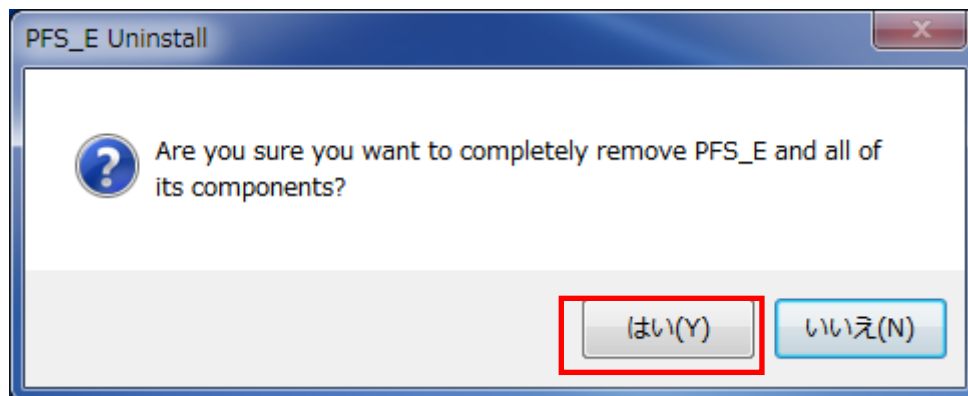 PFS_E Uninstall
Are you sure you want to completely remove PFS_E and all of
its components?
はい(Y)
いいえ(N)